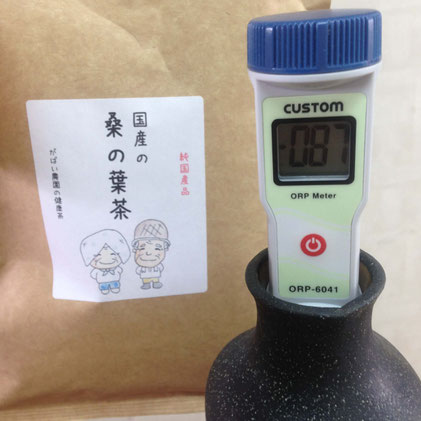 純国産品
国産の
桑の葉茶
がばい農園の健康茶
CUSTOM
-087
ORP Meter
ORP-6041